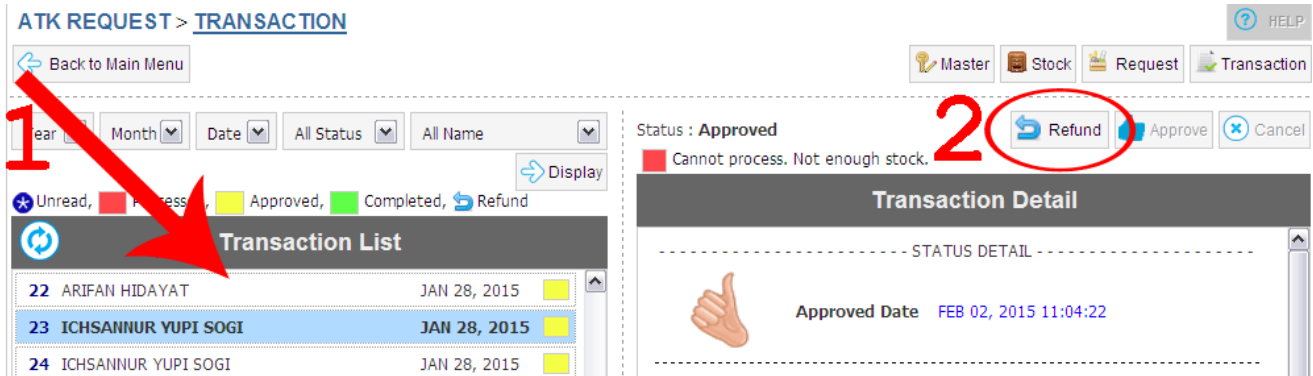 ATK REQUEST > TRANSACTION
HELP
Back to Main Menu
Master Stock Request Transaction
1
Month Date All Status All Name
Display
Unread, Approved, Completed, Refund
Transaction List
22 ARIFAN HIDAYAT JAN 28, 2015
23 ICHSANNUR YUPI SOGI JAN 28, 2015
24 ICHSANNUR YUPI SOGI JAN 28, 2015
Status : Approved
2
Refund Approve Cancel
Cannot process. Not enough stock.
Transaction Detail
STATUS DETAIL
Approved Date FEB 02, 2015 11:04:22